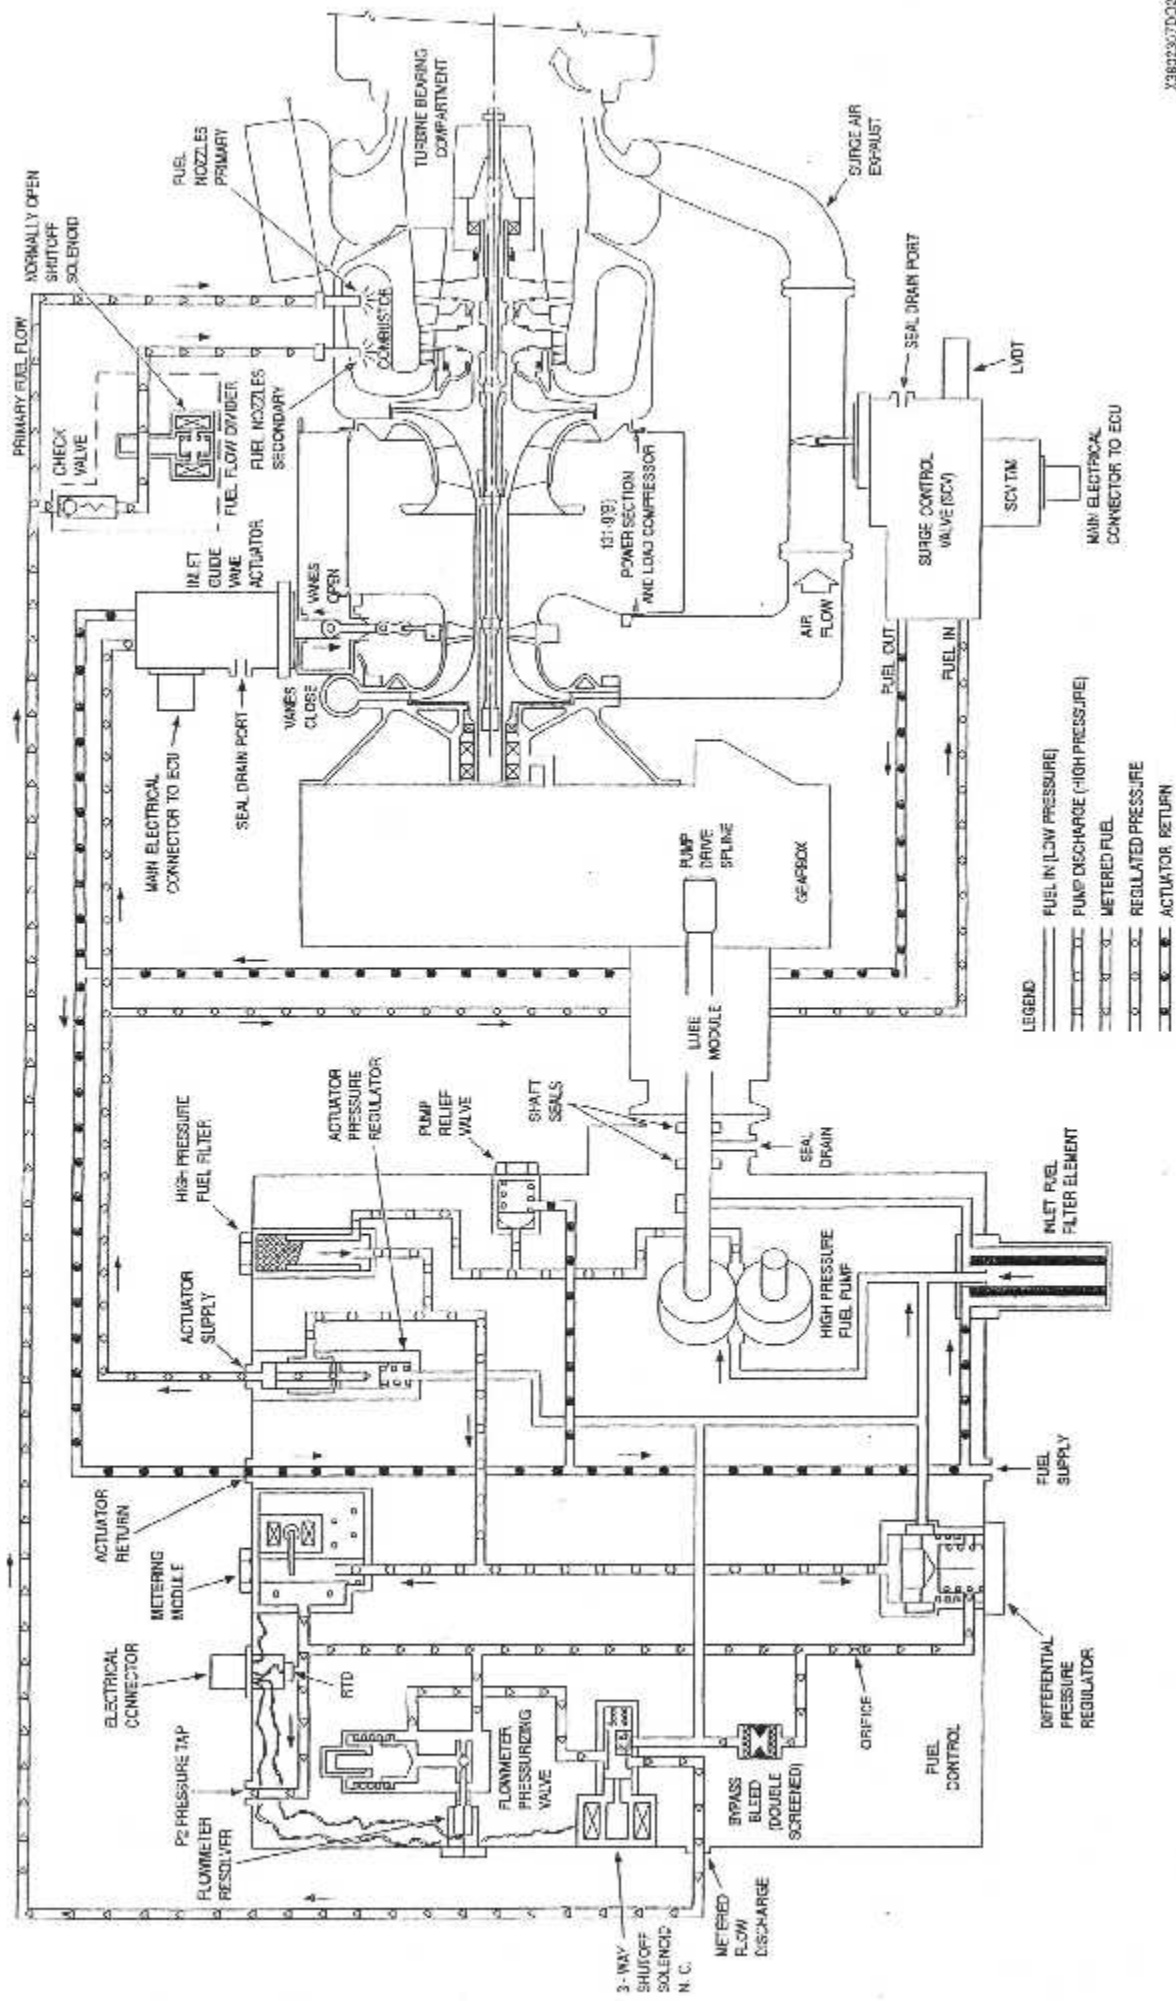 PRIMARY FUEL FLOW
NORMALLY OPEN
SHUTOFF
SOLENOID
CHECK
VALVE
FUEL FLOW DIVIDER
FUEL NOZZLES
SECONDARY
FUEL
NOZZLES
PRIMARY
COMBUSTOR
TURBINE BEARING
COMPARTMENT
INLET
GUIDE
VANE
ACTUATOR
VANES
OPEN
VANES
CLOSE
MAIN ELECTRICAL
CONNECTOR TO ECU
SEAL DRAIN PORT
131-9[B]
POWER SECTION
AND LOAD COMPRESSOR
AIR
FLOW
SURGE AIR
EXHAUST
SEAL DRAIN PORT
LVDT
SURGE CONTROL
VALVE (SCV)
SCV T/M
MAIN ELECTRICAL
CONNECTOR TO ECU
FUEL OUT
FUEL IN
PUMP
DRIVE
SPLINE
GEARBOX
LUBE
MODULE
HIGH PRESSURE
FUEL FILTER
ACTUATOR
PRESSURE
REGULATOR
PUMP
RELIEF
VALVE
SHAFT
SEALS
SEAL
DRAIN
ACTUATOR
SUPPLY
HIGH PRESSURE
FUEL PUMP
INLET FUEL
FILTER ELEMENT
ACTUATOR
RETURN
FUEL
SUPPLY
METERING
MODULE
ELECTRICAL
CONNECTOR
RTD
P2 PRESSURE TAP
FLOWMETER
RESOLVER
FLOWMETER
PRESSURIZING
VALVE
3-WAY
SHUTOFF
SOLENOID
N. C.
METERED
FLOW
DISCHARGE
BYPASS
BLEED
(DOUBLE
SCREENED)
ORIFICE
FUEL
CONTROL
DIFFERENTIAL
PRESSURE
REGULATOR
LEGEND
FUEL IN (LOW PRESSURE)
PUMP DISCHARGE (HIGH PRESSURE)
METERED FUEL
REGULATED PRESSURE
ACTUATOR RETURN